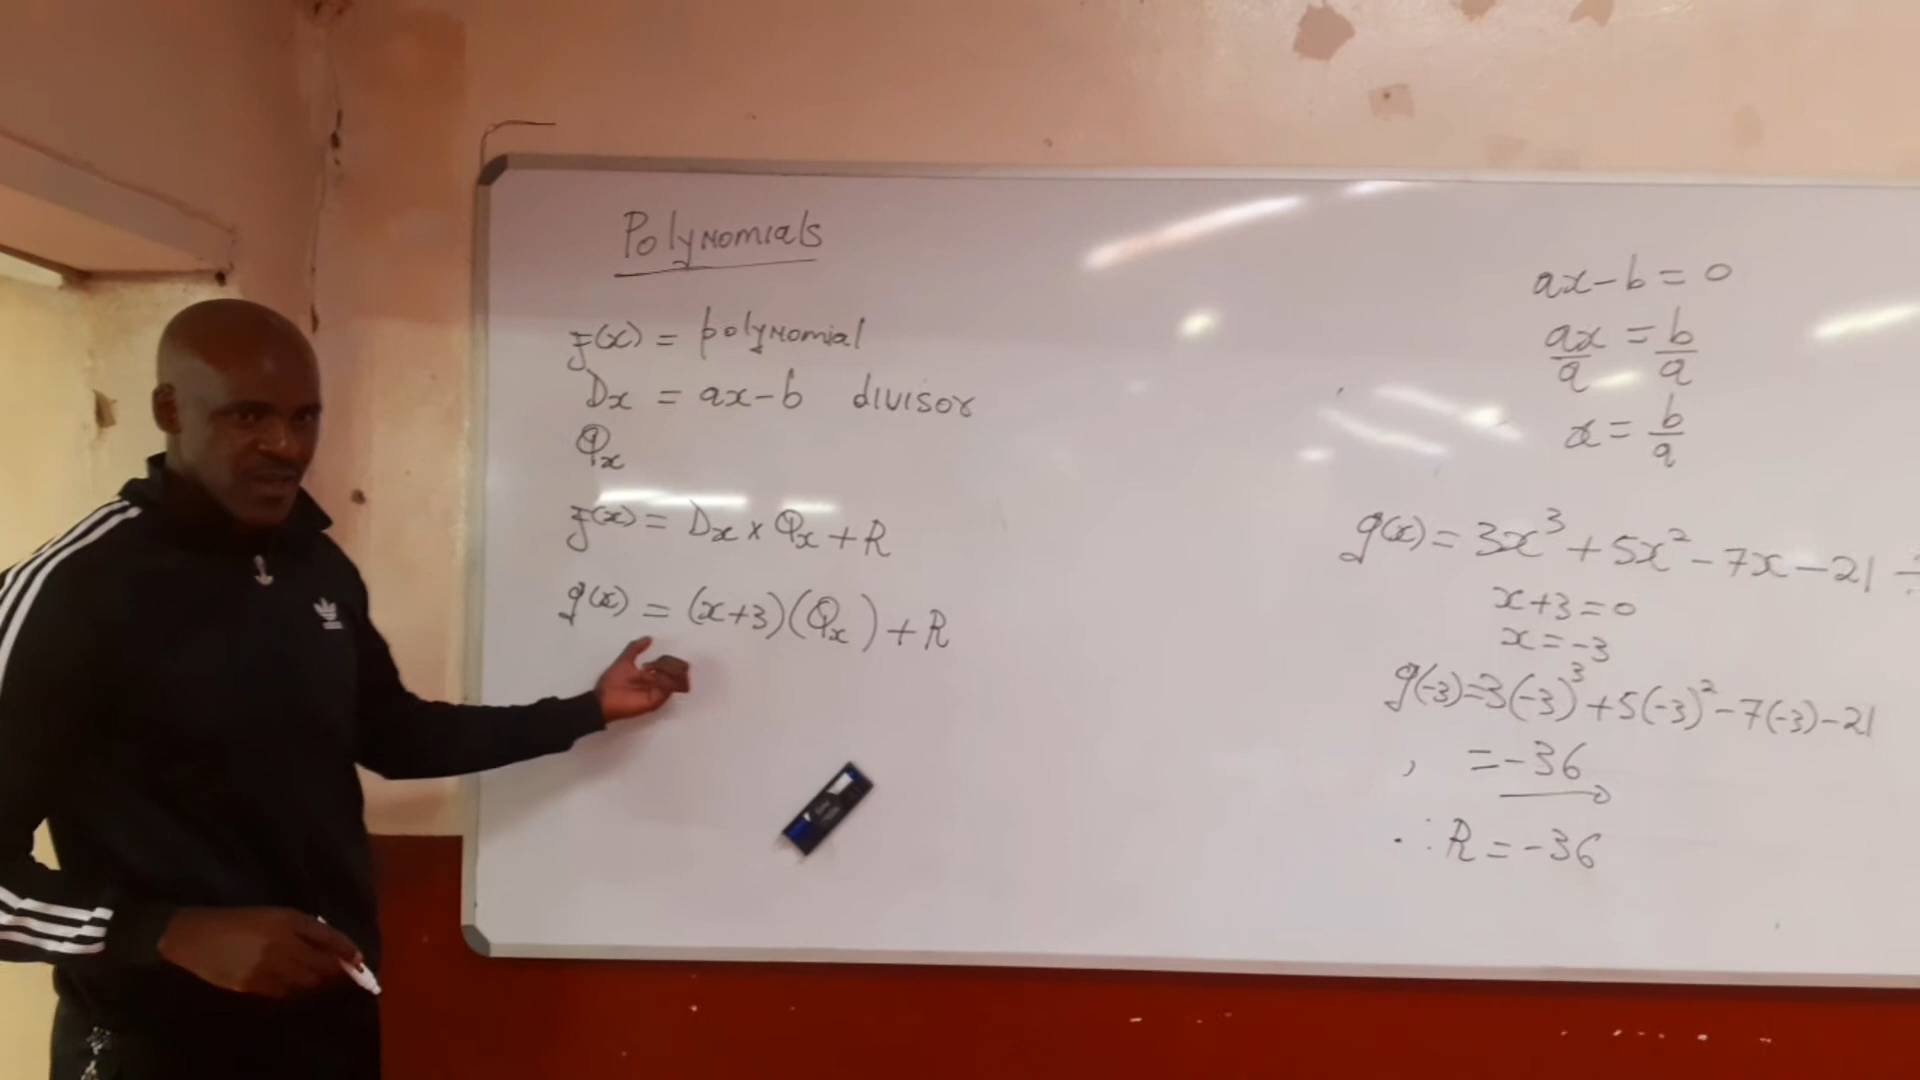 Polynomials
f(x) = polynomial
Dx = ax-b divisor
Qx
f(x) = Dx x Qx + R
g(x) = (x+3)(Qx) + R
ax-b = 0
ax/a = b/a
x = b/a
g(x) = 3x³ + 5x² - 7x - 21
x+3 = 0
x = -3
g(-3) = 3(-3)³ + 5(-3)² - 7(-3) - 21
= -36
∴ R = -36